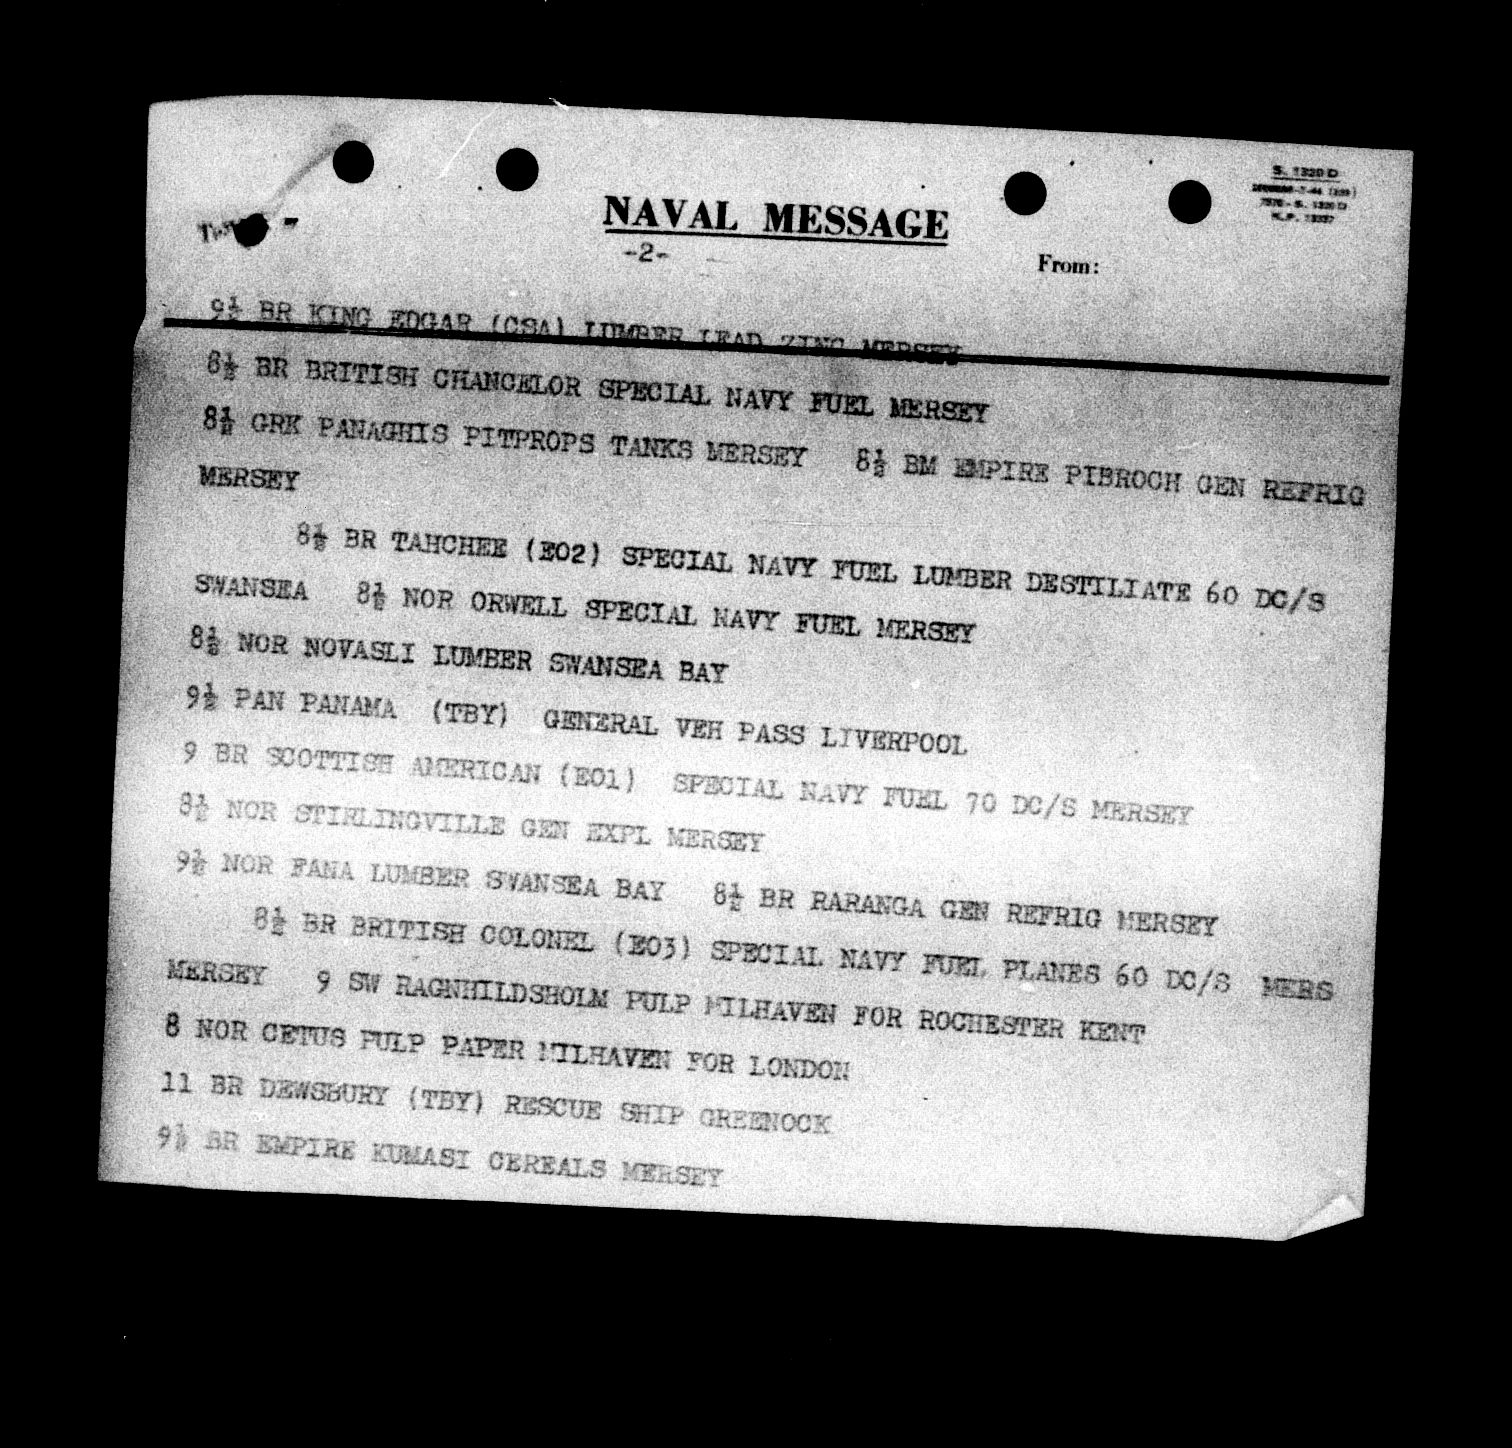 S. 1320 D
NAVAL MESSAGE
-2-
From:
9½ BR KING EDGAR (CSA) LUMBER LEAD ZINC MERSEY
8½ BR BRITISH CHANCELOR SPECIAL NAVY FUEL MERSEY
8½ GRK PANAGHIS PITPROPS TANKS MERSEY 8½ BM EMPIRE PIBROCH GEN REFRIG
MERSEY
8½ BR TAHCHEE (EO2) SPECIAL NAVY FUEL LUMBER DESTILIATE 60 DC/S
SWANSEA 8½ NOR ORWELL SPECIAL NAVY FUEL MERSEY
8½ NOR NOVASLI LUMBER SWANSEA BAY
9½ PAN PANAMA (TBY) GENERAL VEH PASS LIVERPOOL
9 BR SCOTTISH AMERICAN (EO1) SPECIAL NAVY FUEL 70 DC/S MERSEY
8½ NOR STIRLINGVILLE GEN EXPL MERSEY
9½ NOR FANA LUMBER SWANSEA BAY 8½ BR RARANGA GEN REFRIG MERSEY
8½ BR BRITISH COLONEL (EO3) SPECIAL NAVY FUEL PLANES 60 DC/S MERS
MERSEY 9 SW RAGNHILDSHOLM PULP MILHAVEN FOR ROCHESTER KENT
8 NOR CETUS PULP PAPER MILHAVEN FOR LONDON
11 BR DEWSBURY (TBY) RESCUE SHIP GREENOCK
9½ BR EMPIRE KUMASI CEREALS MERSEY